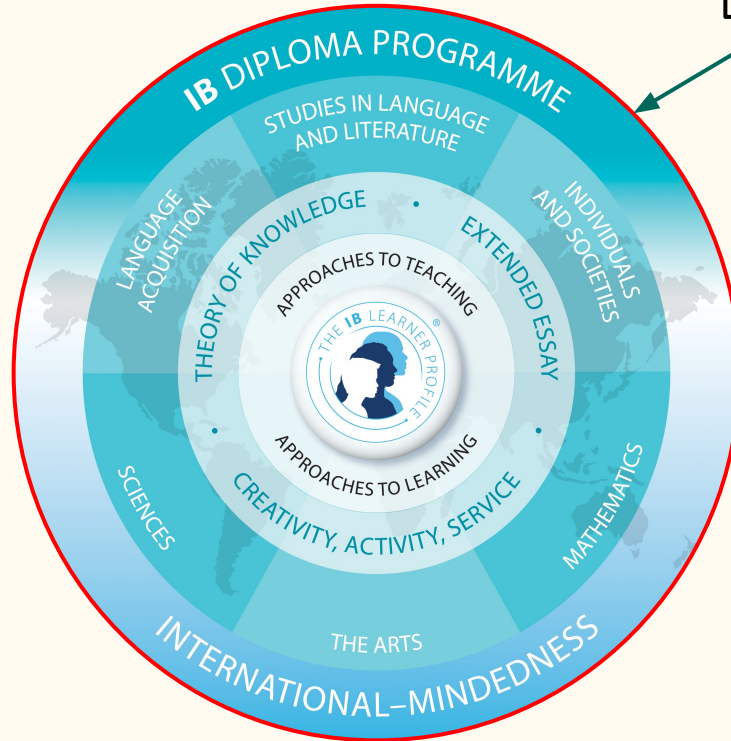 IB DIPLOMA PROGRAMME
STUDIES IN LANGUAGE
AND LITERATURE
LANGUAGE
ACQUISITION
INDIVIDUALS
AND SOCIETIES
THEORY OF KNOWLEDGE
•
EXTENDED ESSAY
•
APPROACHES TO TEACHING
THE IB LEARNER PROFILE ®
APPROACHES TO LEARNING
•
CREATIVITY, ACTIVITY, SERVICE
SCIENCES
MATHEMATICS
THE ARTS
INTERNATIONAL–MINDEDNESS